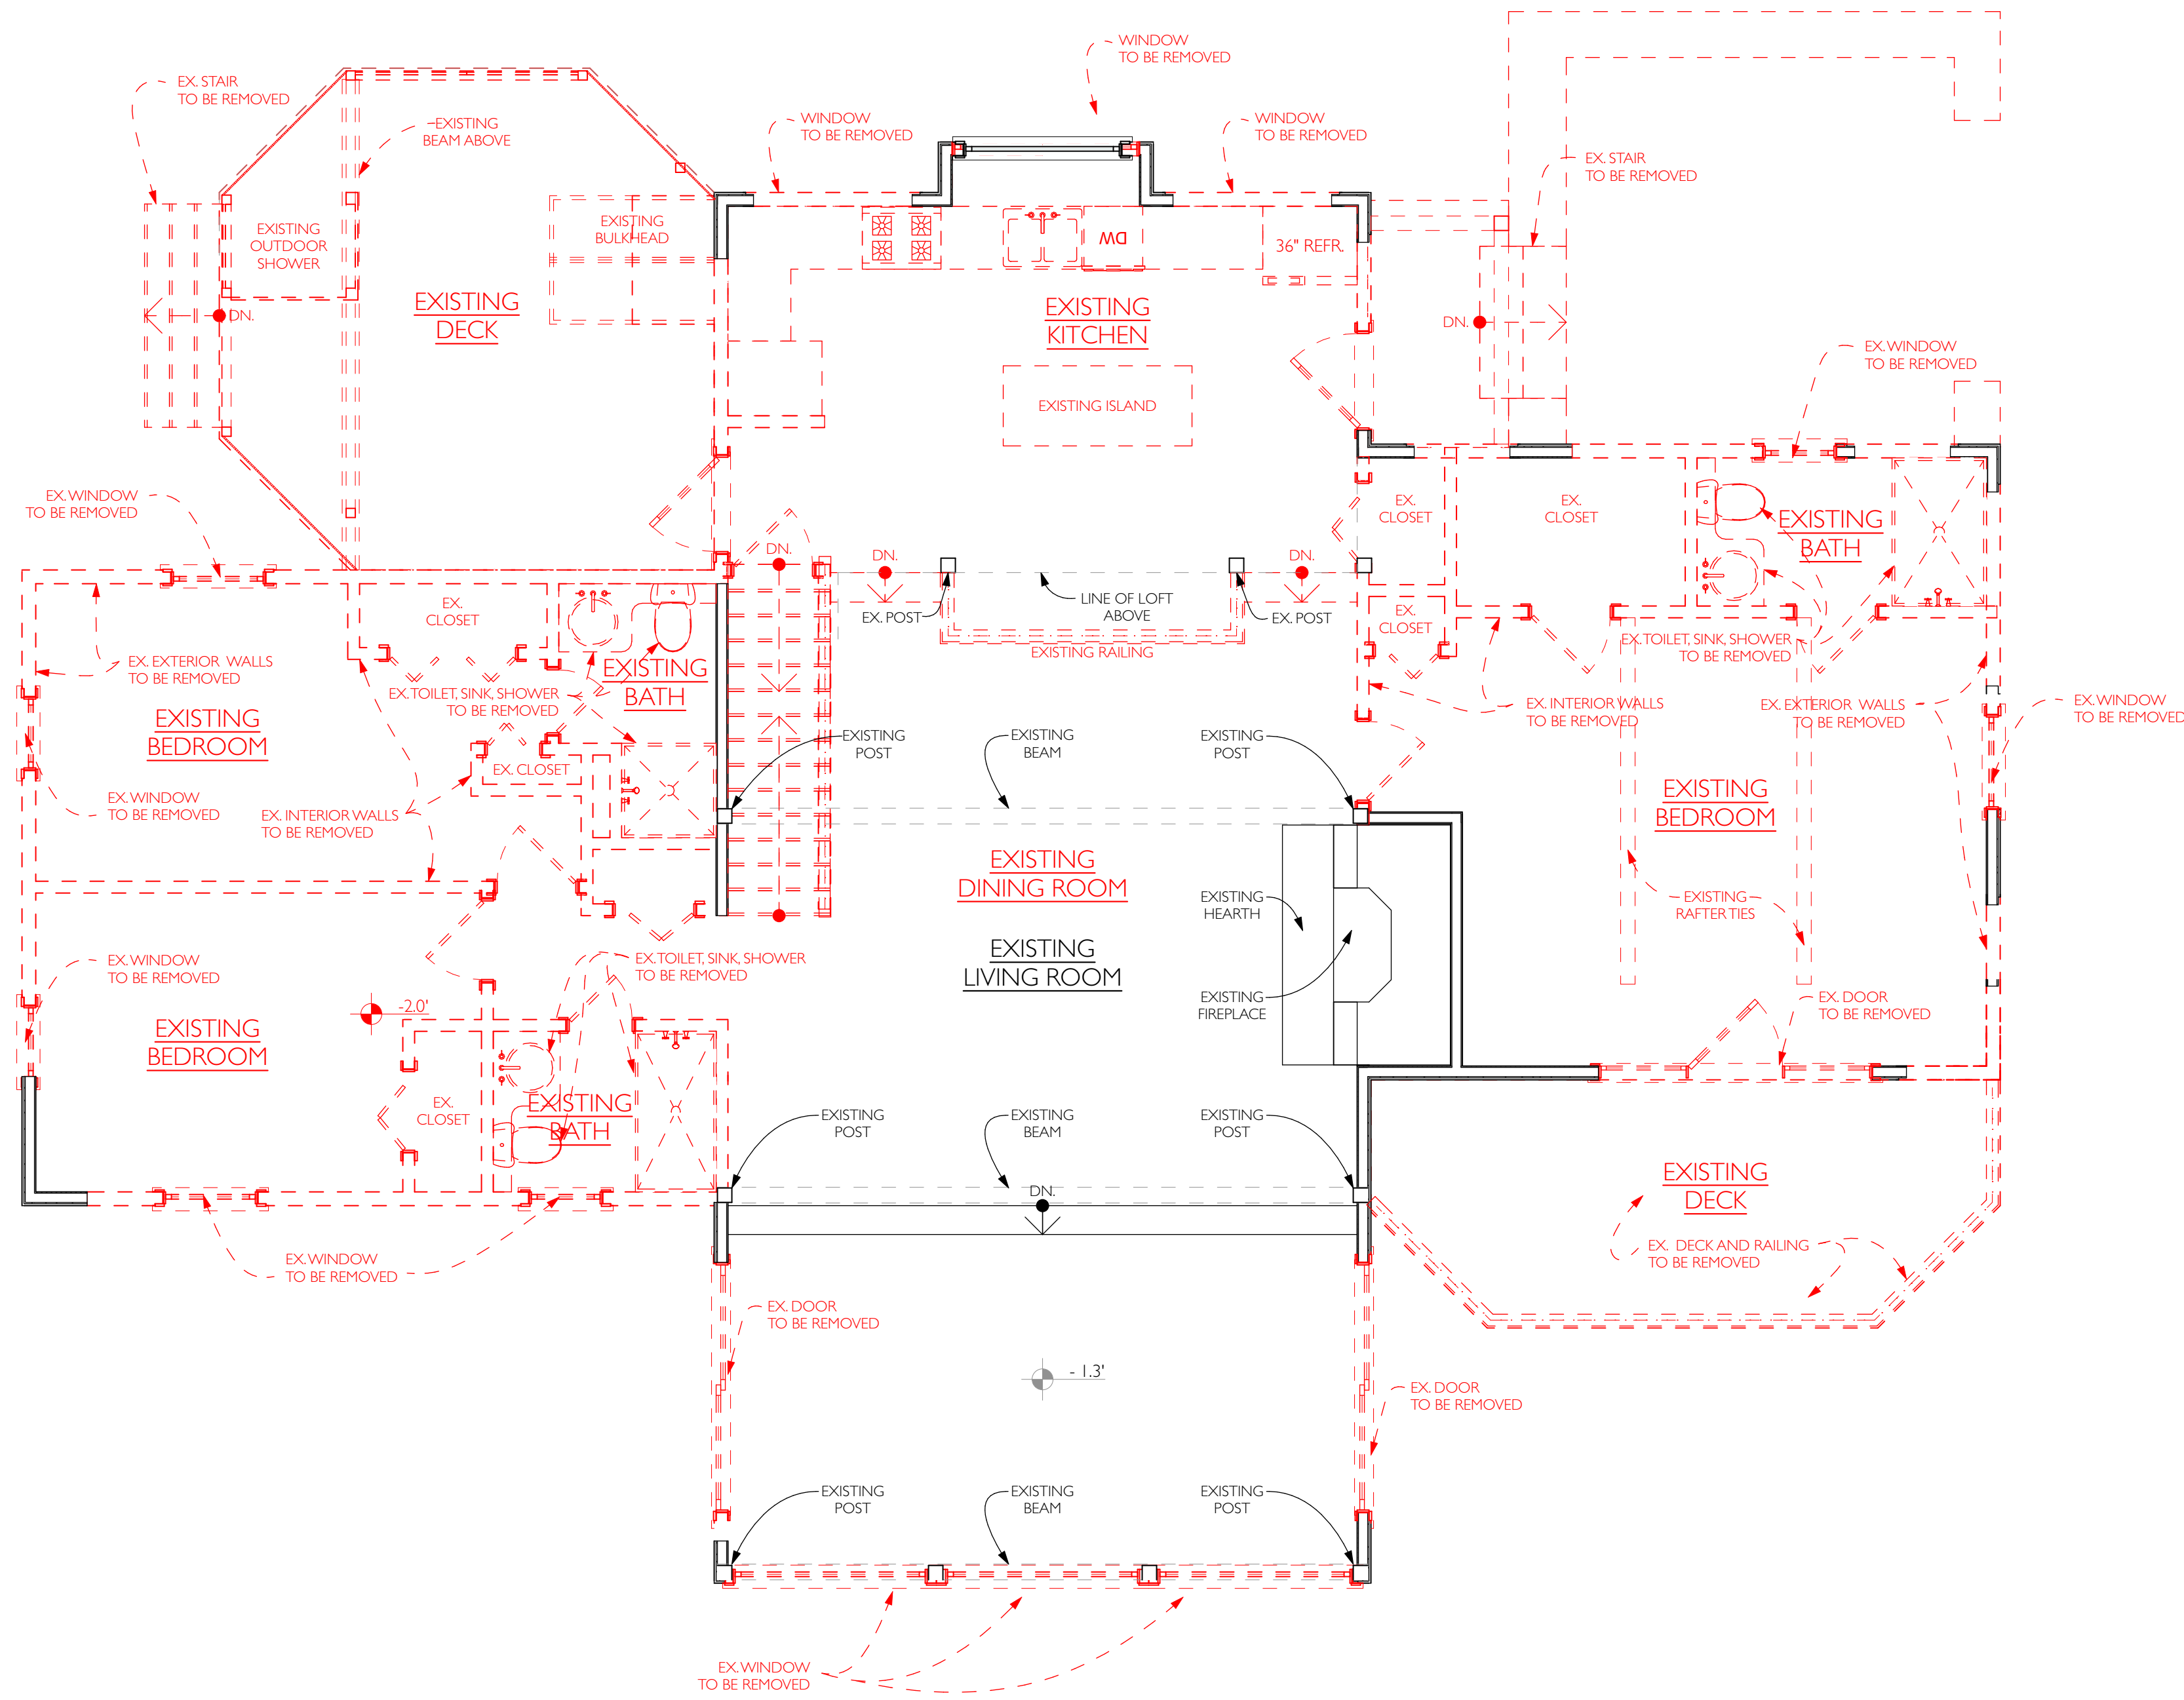 WINDOW
TO BE REMOVED
EX. STAIR
TO BE REMOVED
EXISTING
BEAM ABOVE
WINDOW
TO BE REMOVED
WINDOW
TO BE REMOVED
EX. STAIR
TO BE REMOVED
EXISTING
OUTDOOR
SHOWER
EXISTING
BULKHEAD
DW
36" REFR.
EXISTING
DECK
EXISTING
KITCHEN
DN.
DN.
EX. WINDOW
TO BE REMOVED
EXISTING ISLAND
EX. WINDOW
TO BE REMOVED
EX.
CLOSET
EX.
CLOSET
EXISTING
BATH
DN.
DN.
DN.
EX.
CLOSET
EX. POST
LINE OF LOFT
ABOVE
EX. POST
EX.
CLOSET
EXISTING RAILING
EX. EXTERIOR WALLS
TO BE REMOVED
EX. TOILET, SINK, SHOWER
TO BE REMOVED
EXISTING
BATH
EX. TOILET, SINK, SHOWER
TO BE REMOVED
EX. INTERIOR WALLS
TO BE REMOVED
EX. EXTERIOR WALLS
TO BE REMOVED
EX. WINDOW
TO BE REMOVED
EXISTING
BEDROOM
EXISTING
POST
EXISTING
BEAM
EXISTING
POST
EX. CLOSET
EX. WINDOW
TO BE REMOVED
EX. INTERIOR WALLS
TO BE REMOVED
EXISTING
BEDROOM
EXISTING
DINING ROOM
EXISTING
HEARTH
EXISTING
RAFTER TIES
EXISTING
LIVING ROOM
EX. WINDOW
TO BE REMOVED
EX. TOILET, SINK, SHOWER
TO BE REMOVED
-2.0'
EXISTING
FIREPLACE
EX. DOOR
TO BE REMOVED
EXISTING
BEDROOM
EX.
CLOSET
EXISTING
BATH
EXISTING
POST
EXISTING
BEAM
EXISTING
POST
EXISTING
DECK
DN.
EX. WINDOW
TO BE REMOVED
EX. DECK AND RAILING
TO BE REMOVED
EX. DOOR
TO BE REMOVED
- 1.3'
EX. DOOR
TO BE REMOVED
EXISTING
POST
EXISTING
BEAM
EXISTING
POST
EX. WINDOW
TO BE REMOVED